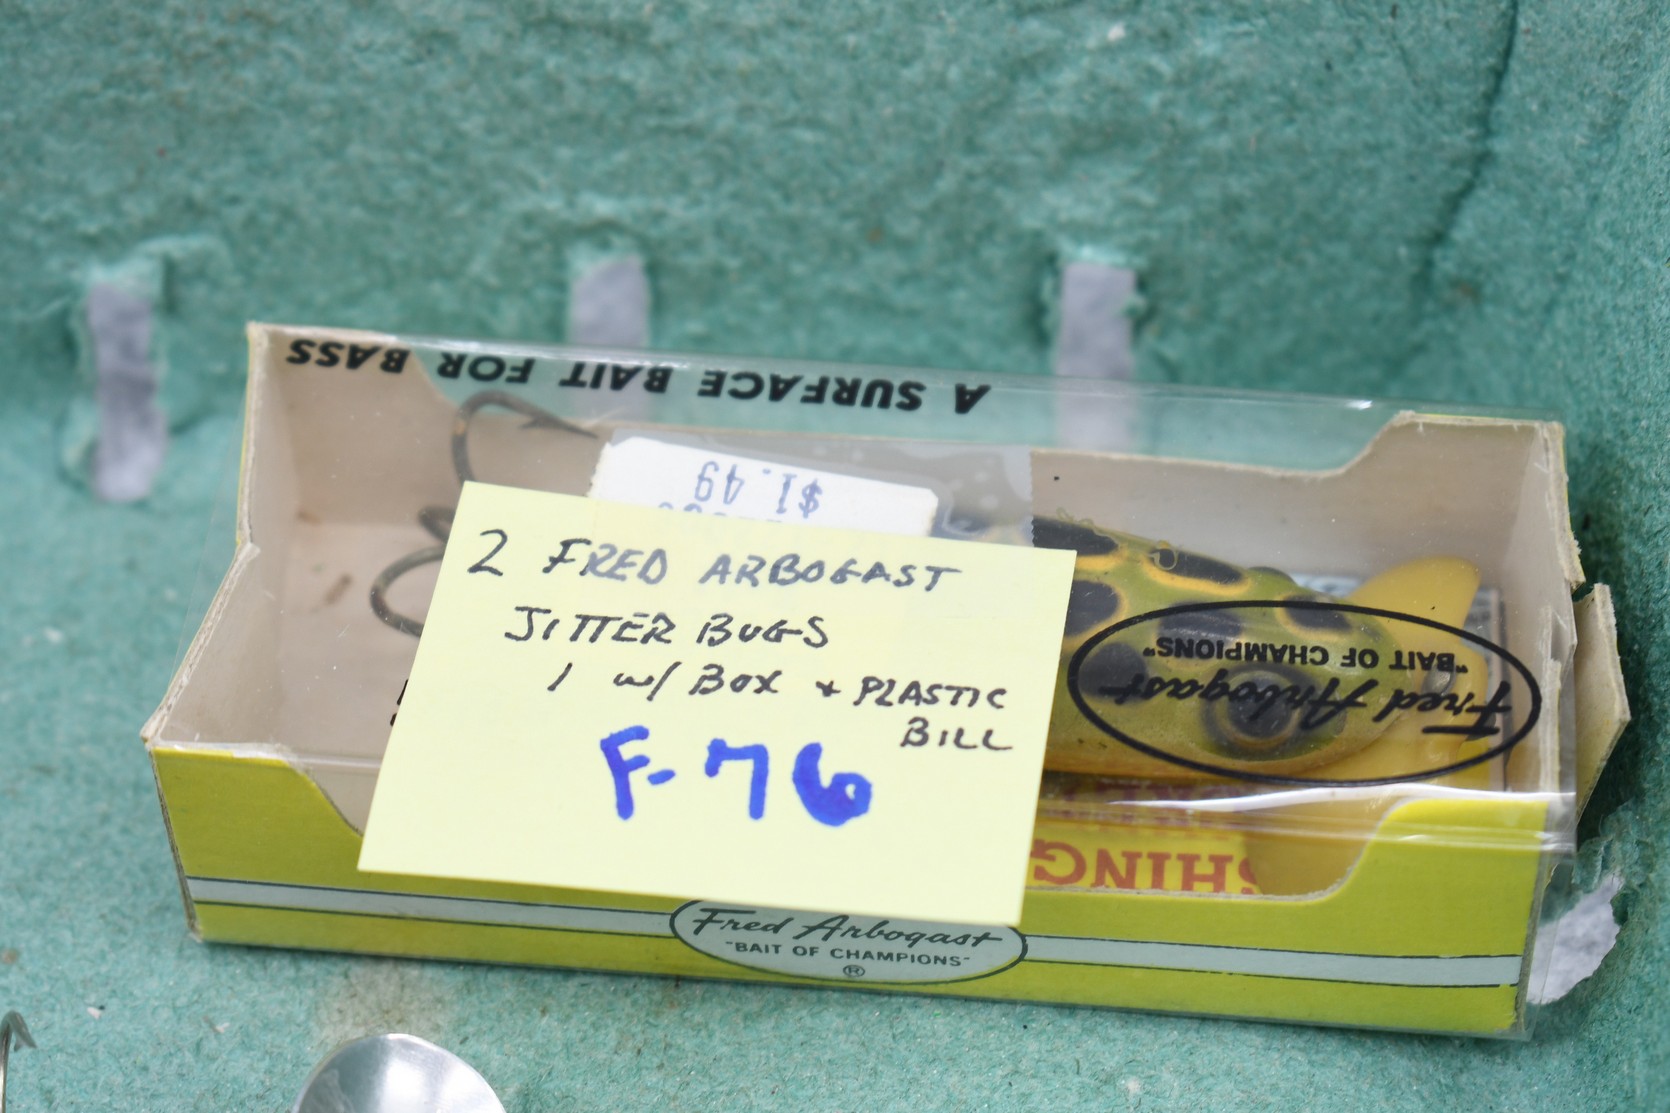 A SURFACE BAIT FOR BASS
$1.49
2 FRED ARBOGAST
JITTER BUGS
1 w/ BOX + PLASTIC
BILL
F-76
Fred Arbogast
"BAIT OF CHAMPIONS"
SHING
Fred Arbogast
"BAIT OF CHAMPIONS"
®